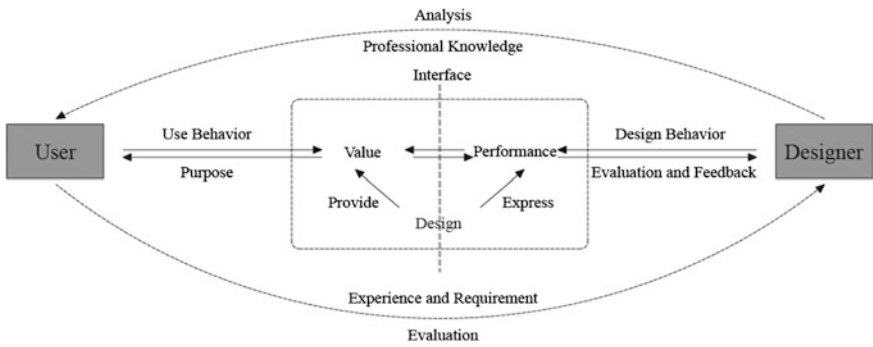 Analysis
Professional Knowledge
Interface
User
Use Behavior
Purpose
Value
Performance
Design Behavior
Evaluation and Feedback
Designer
Provide
Express
Design
Experience and Requirement
Evaluation